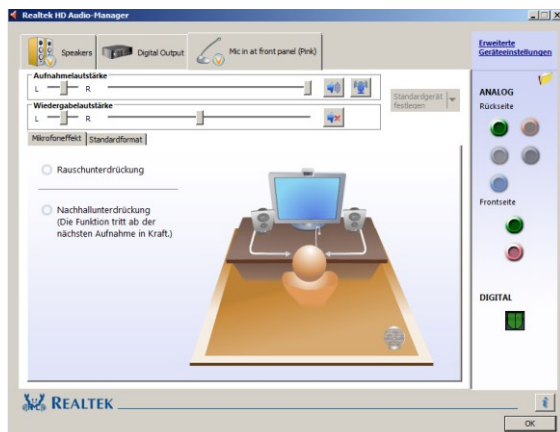 Realtek HD Audio-Manager
Speakers
Digital Output
Mic in at front panel (Pink)
Erweiterte
Geräteeinstellungen
Aufnahmelautstärke
L
R
Standardgerät
festlegen
Wiedergabelautstärke
L
R
Mikrofoneffekt
Standardformat
Rauschunterdrückung
Nachhallunterdrückung
(Die Funktion tritt ab der
nächsten Aufnahme in Kraft.)
ANALOG
Rückseite
Frontseite
DIGITAL
REALTEK
i
OK